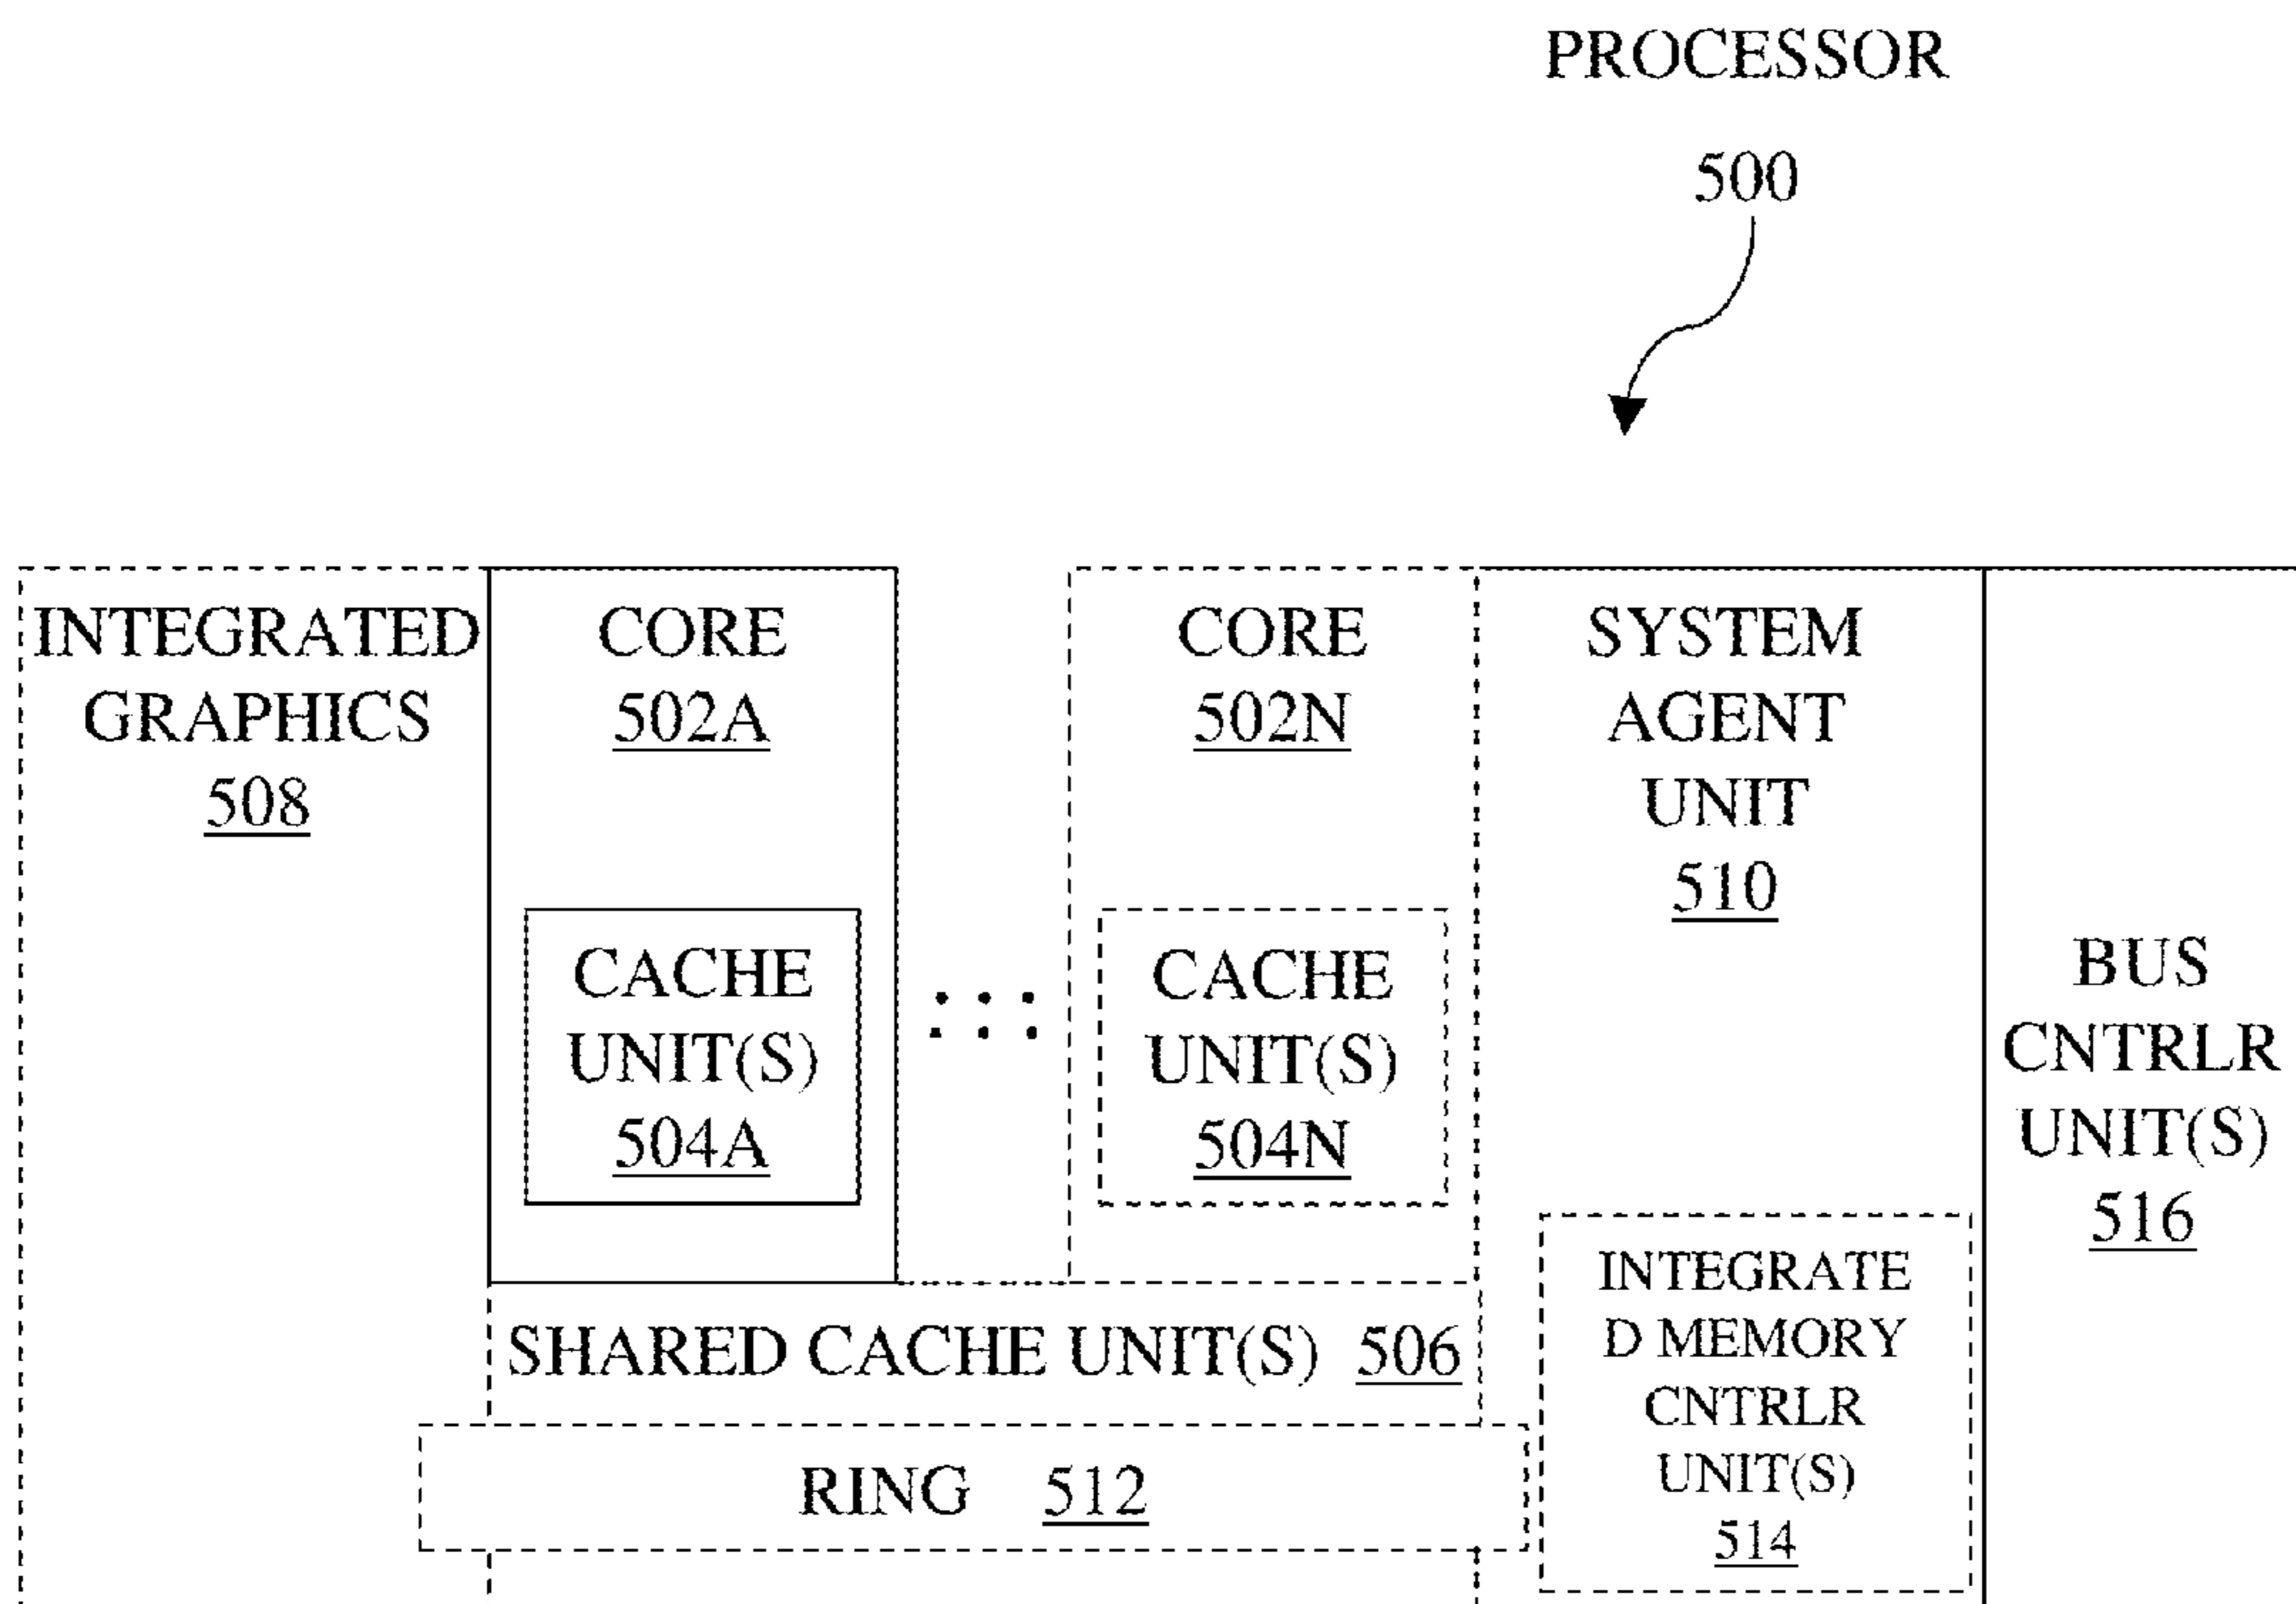 PROCESSOR
500
INTEGRATED
GRAPHICS
508
CORE
502A
CACHE
UNIT(S)
504A
CORE
502N
CACHE
UNIT(S)
504N
SYSTEM
AGENT
UNIT
510
BUS
CNTRLR
UNIT(S)
516
INTEGRATE
D MEMORY
CNTRLR
UNIT(S)
514
SHARED CACHE UNIT(S) 506
RING 512